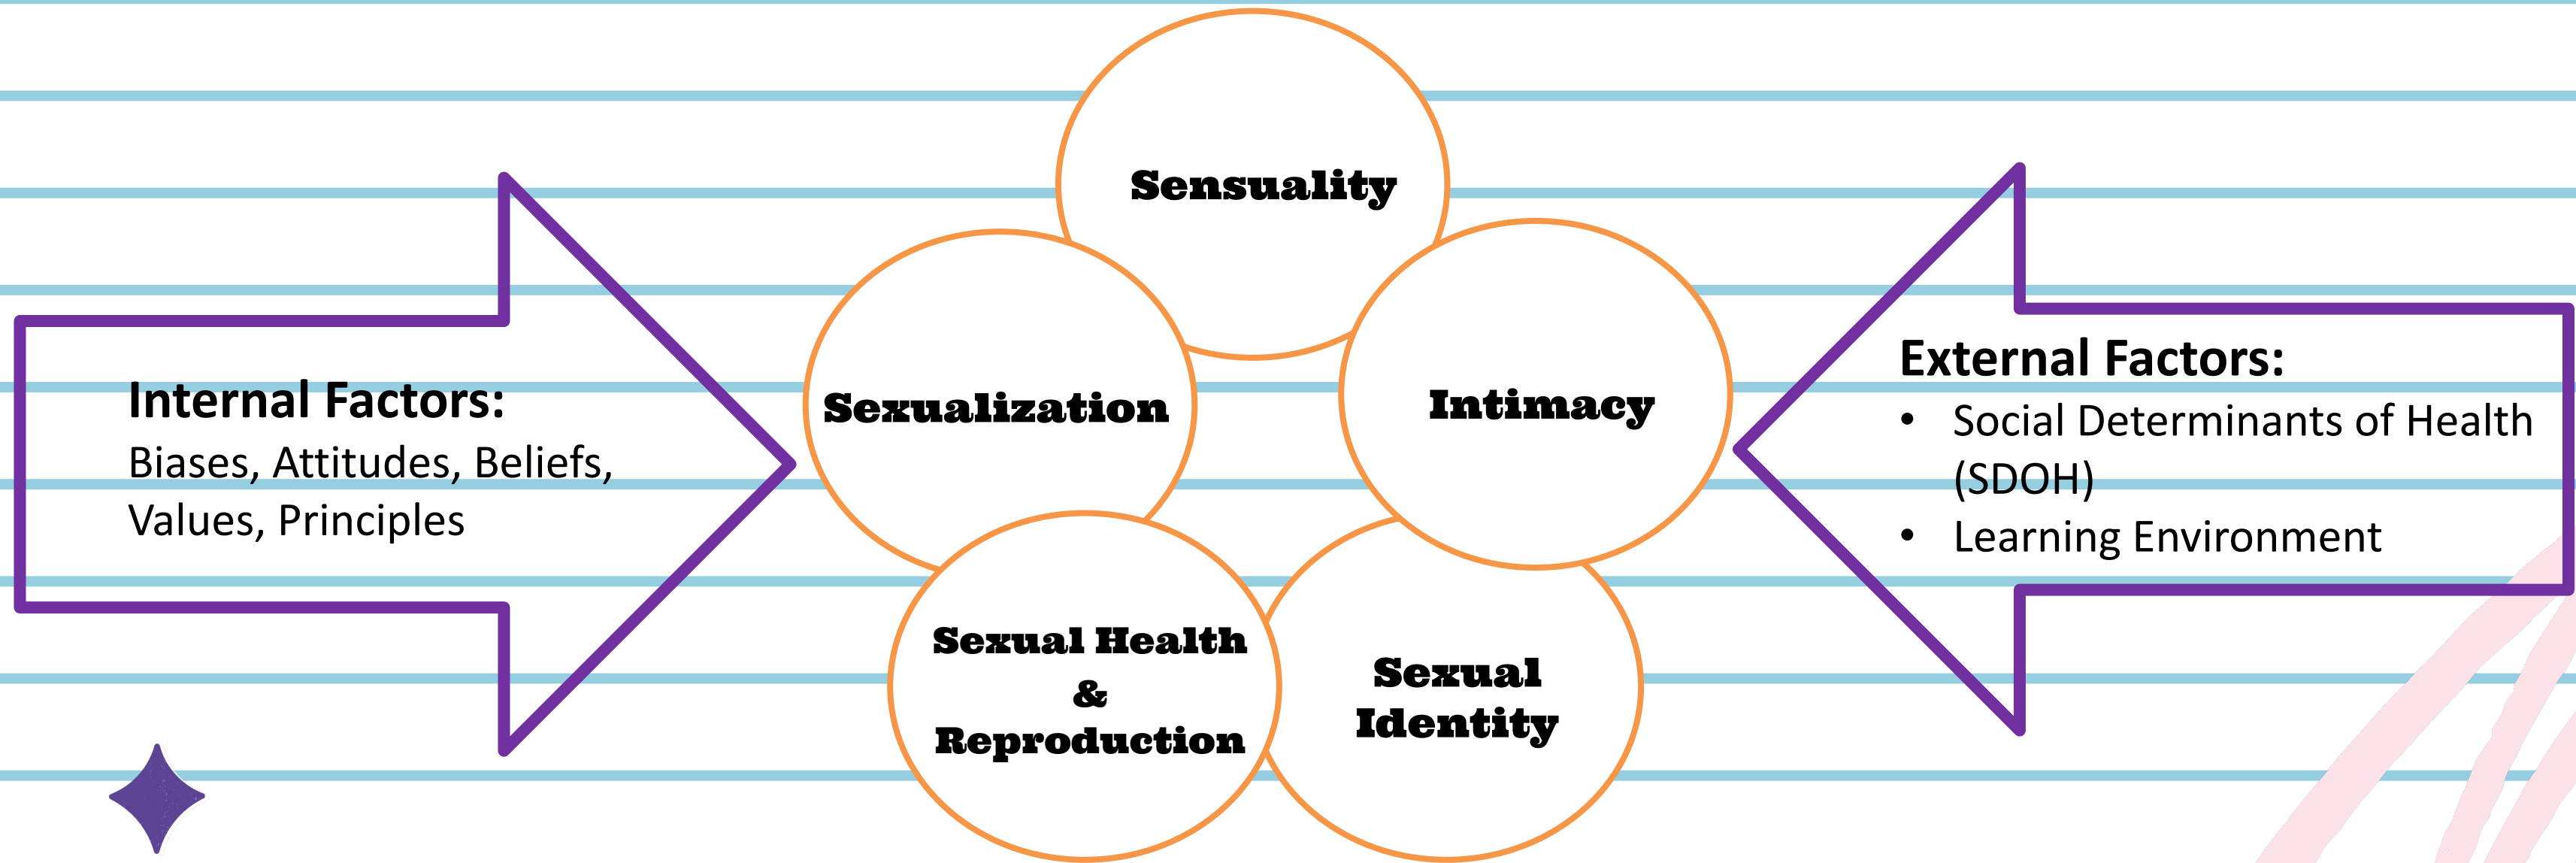 Sensuality
Sexualization
Intimacy
Sexual Health
&
Reproduction
Sexual
Identity
Internal Factors:
Biases, Attitudes, Beliefs,
Values, Principles
External Factors:
• Social Determinants of Health
(SDOH)
• Learning Environment